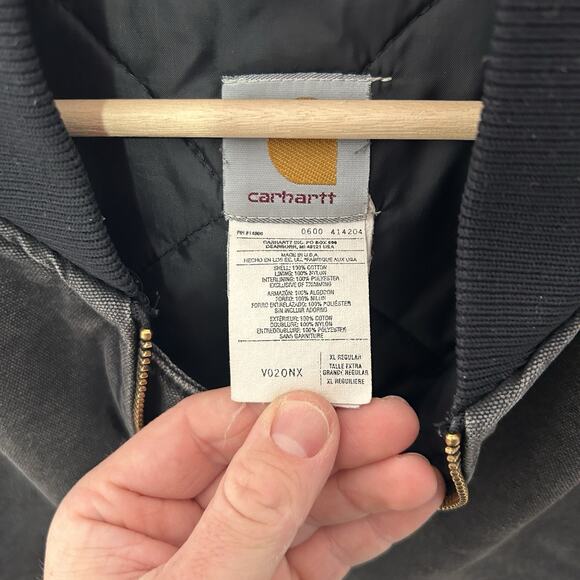 carhartt
RN #14806 0600 414204
CARHARTT INC. PO BOX 600
DEARBORN, MI 48121 USA
MADE IN U.S.A.
HECHO EN LOS EE. UU. *FABRIQUE AUX USA
SHELL: 100% COTTON
LINING: 100% NYLON
INTERLINING: 100% POLYESTER
EXCLUSIVE OF TRIMMING
ARMAZON: 100% ALGODON
FORRO: 100% NILON
FORRO ENTRELAZADO: 100% POLIESTER
SIN INCLUIR ADORNO
EXTERIEUR: 100% COTON
DOUBLURE: 100% NYLON
ENTREDOUBLURE: 100% POLYESTER
SANS GARNITURE
V02ONX
XL REGULAR
TALLE EXTRA
GRANDE REGULAR
XL REGULIERE